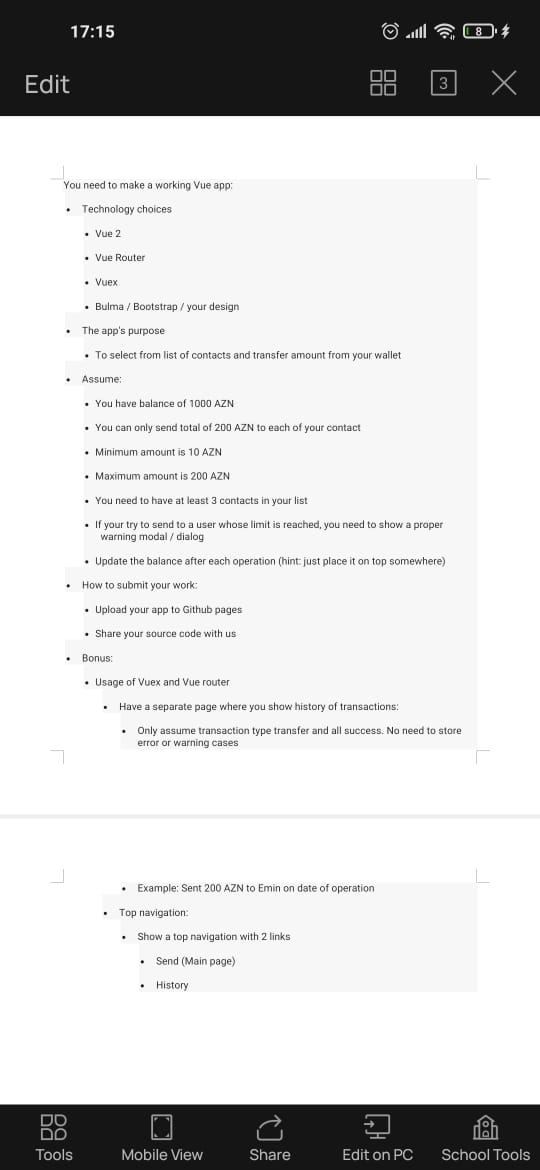 17:15
8
Edit
3
You need to make a working Vue app:
• Technology choices
• Vue 2
• Vue Router
• Vuex
• Bulma / Bootstrap / your design
• The app's purpose
• To select from list of contacts and transfer amount from your wallet
• Assume:
• You have balance of 1000 AZN
• You can only send total of 200 AZN to each of your contact
• Minimum amount is 10 AZN
• Maximum amount is 200 AZN
• You need to have at least 3 contacts in your list
• If your try to send to a user whose limit is reached, you need to show a proper
warning modal / dialog
• Update the balance after each operation (hint: just place it on top somewhere)
• How to submit your work:
• Upload your app to Github pages
• Share your source code with us
• Bonus:
• Usage of Vuex and Vue router
• Have a separate page where you show history of transactions:
• Only assume transaction type transfer and all success. No need to store
error or warning cases
• Example: Sent 200 AZN to Emin on date of operation
• Top navigation:
• Show a top navigation with 2 links
• Send (Main page)
• History
Tools
Mobile View
Share
Edit on PC
School Tools